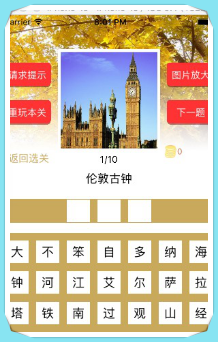 arrier 8:01 PM
请求提示 图片放大
重玩本关 下一题
返回选关 1/10 0
伦敦古钟
大 不 笨 自 多 纳 海
钟 河 江 艾 尔 萨 拉
塔 铁 南 过 观 山 经